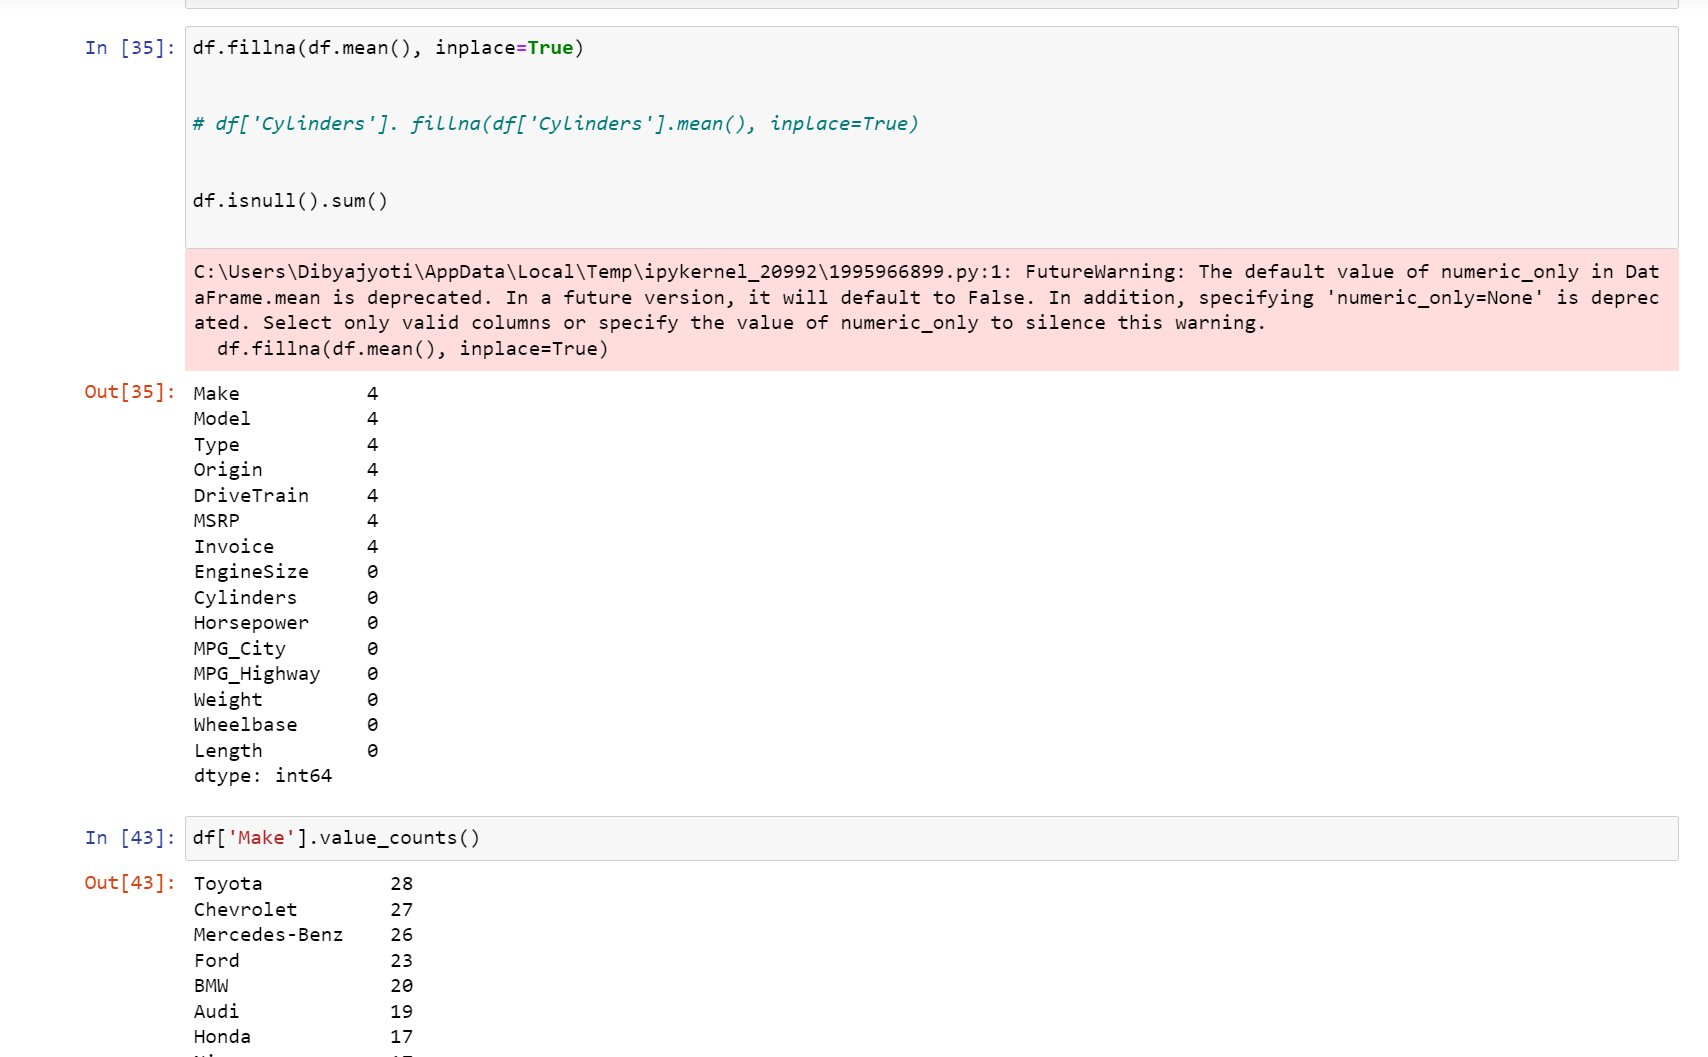 In [35]: df.fillna(df.mean(), inplace=True)
# df['Cylinders']. fillna(df['Cylinders'].mean(), inplace=True)
df.isnull().sum()
C:\Users\Dibyajyoti\AppData\Local\Temp\ipykernel_20992\1995966899.py:1: FutureWarning: The default value of numeric_only in Dat
aFrame.mean is deprecated. In a future version, it will default to False. In addition, specifying 'numeric_only=None' is deprec
ated. Select only valid columns or specify the value of numeric_only to silence this warning.
df.fillna(df.mean(), inplace=True)
Out[35]: Make 4
Model 4
Type 4
Origin 4
DriveTrain 4
MSRP 4
Invoice 4
EngineSize 0
Cylinders 0
Horsepower 0
MPG_City 0
MPG_Highway 0
Weight 0
Wheelbase 0
Length 0
dtype: int64
In [43]: df['Make'].value_counts()
Out[43]: Toyota 28
Chevrolet 27
Mercedes-Benz 26
Ford 23
BMW 20
Audi 19
Honda 17